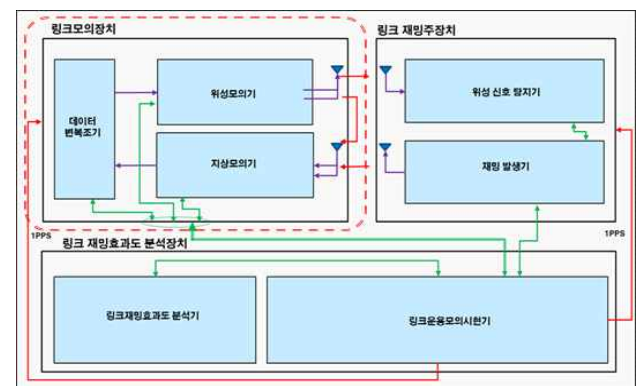 링크모의장치
링크 재밍주장치
데이터
변복조기
위성모의기
지상모의기
위성 신호 탐지기
재밍 발생기
1PPS
1PPS
링크 재밍효과도 분석장치
링크재밍효과도 분석기
링크운용모의시현기